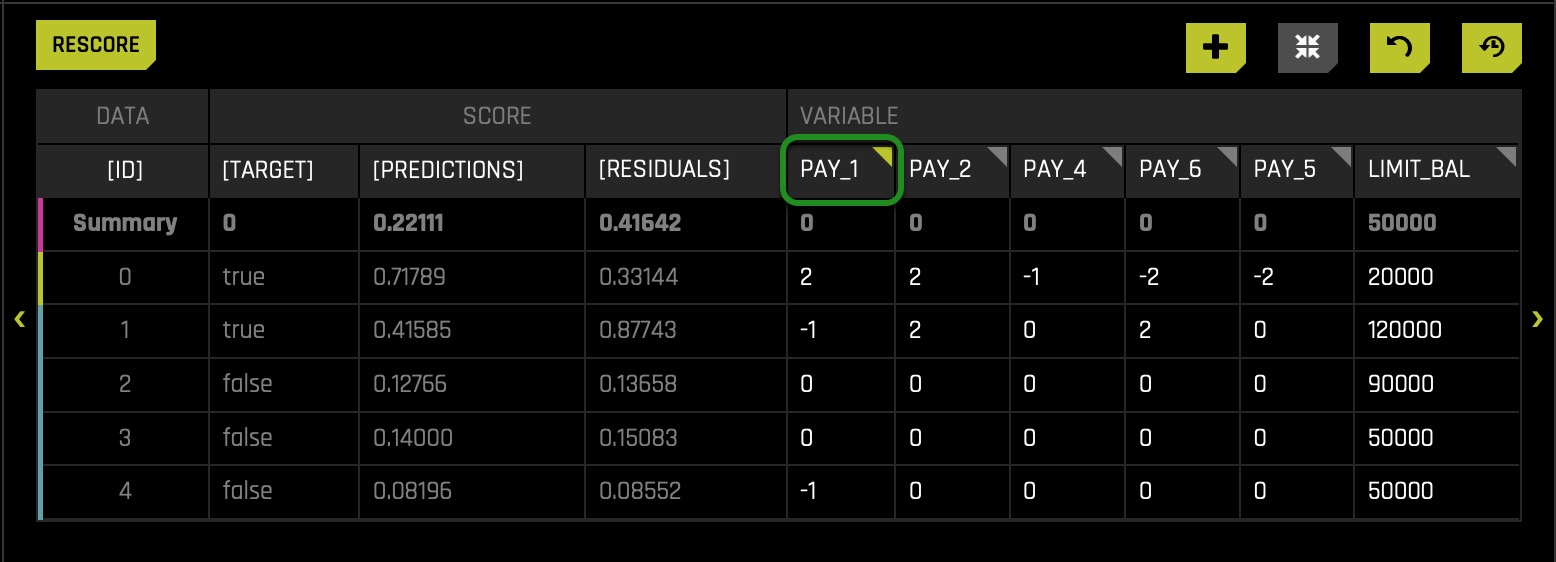 RESCORE
DATA SCORE VARIABLE
[ID] [TARGET] [PREDICTIONS] [RESIDUALS] PAY_1 PAY_2 PAY_4 PAY_6 PAY_5 LIMIT_BAL
Summary 0 0.22111 0.41642 0 0 0 0 0 50000
0 true 0.71789 0.33144 2 2 -1 -2 -2 20000
1 true 0.41585 0.87743 -1 2 0 2 0 120000
2 false 0.12766 0.13658 0 0 0 0 0 90000
3 false 0.14000 0.15083 0 0 0 0 0 50000
4 false 0.08196 0.08552 -1 0 0 0 0 50000